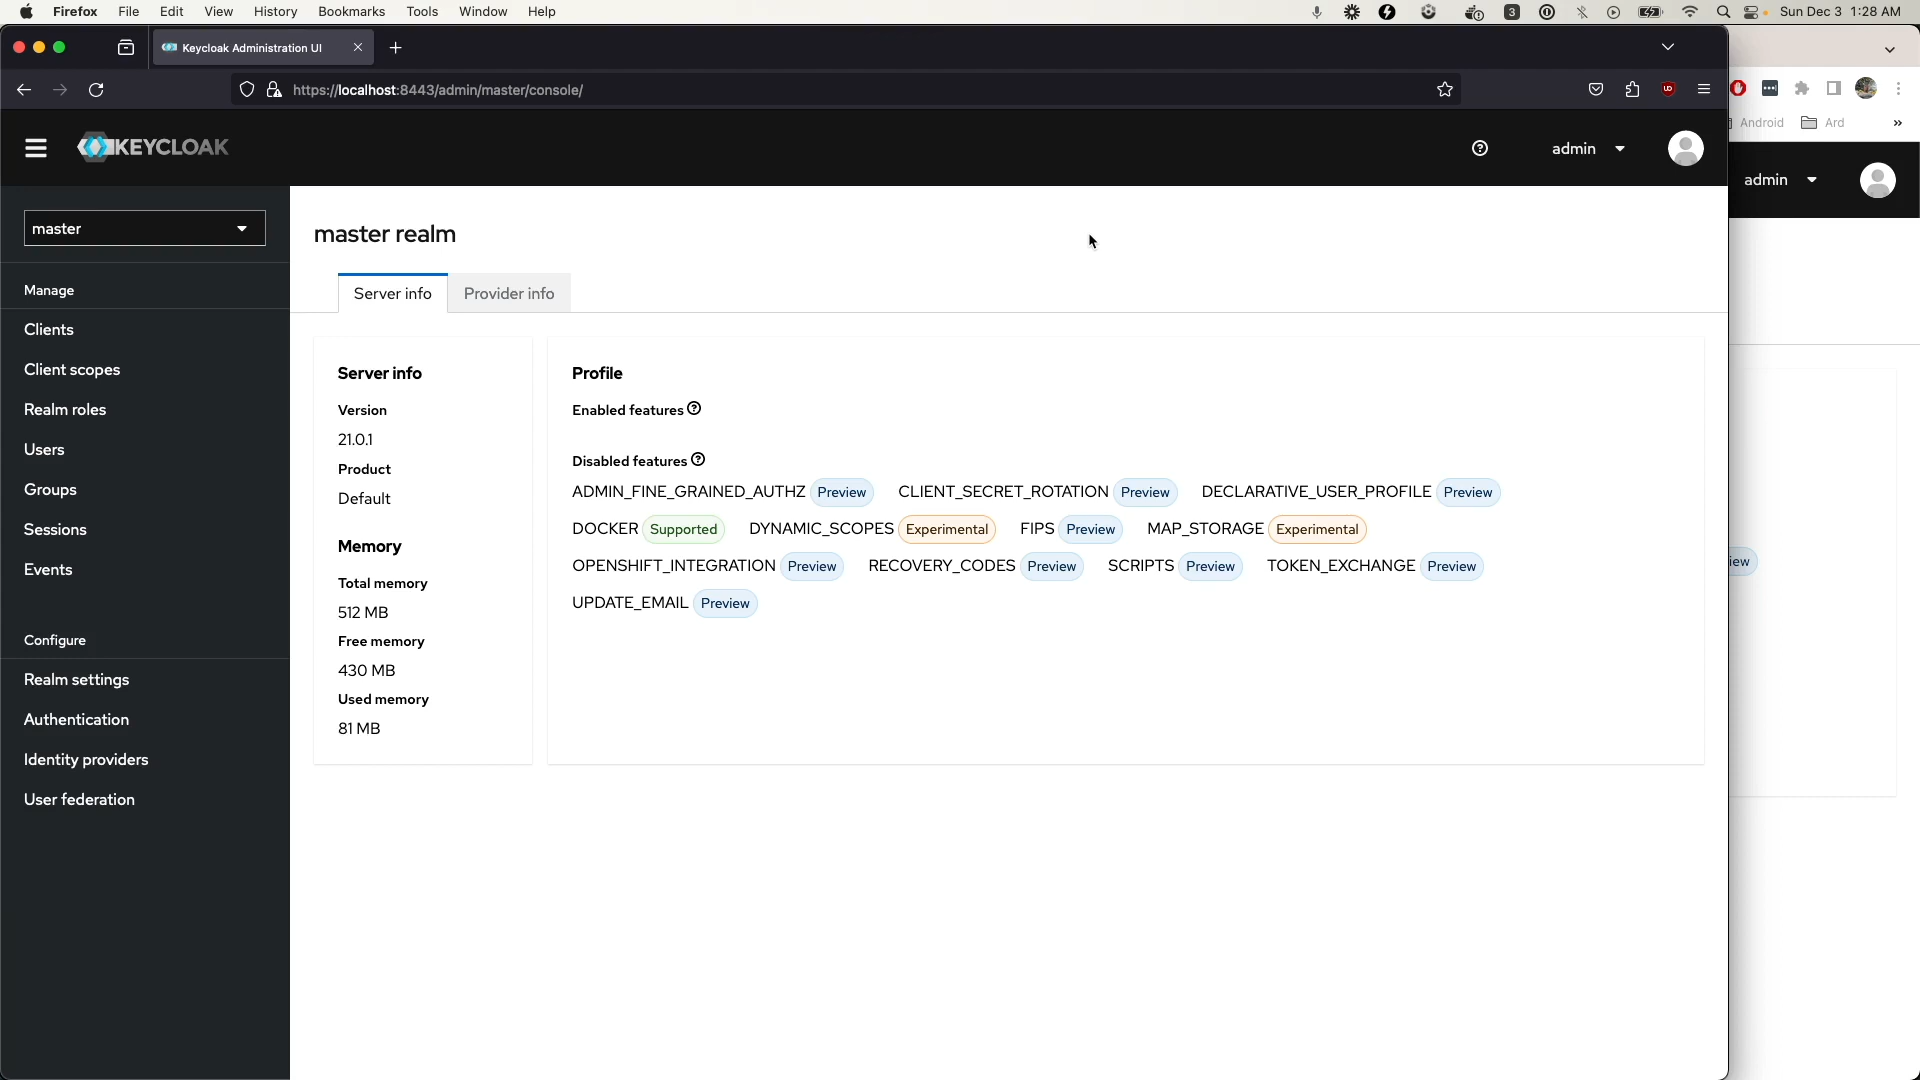 Firefox File Edit View History Bookmarks Tools Window Help 3 Sun Dec 3 1:28 AM
Keycloak Administration UI
https://localhost:8443/admin/master/console/
Android Ard
KEYCLOAK admin
admin
master
master realm
Server info Provider info
Manage
Clients
Client scopes
Realm roles
Users
Groups
Sessions
Events
Configure
Realm settings
Authentication
Identity providers
User federation
Server info
Version
21.0.1
Product
Default
Memory
Total memory
512 MB
Free memory
430 MB
Used memory
81 MB
Profile
Enabled features
Disabled features
ADMIN_FINE_GRAINED_AUTHZ Preview CLIENT_SECRET_ROTATION Preview DECLARATIVE_USER_PROFILE Preview
DOCKER Supported DYNAMIC_SCOPES Experimental FIPS Preview MAP_STORAGE Experimental
OPENSHIFT_INTEGRATION Preview RECOVERY_CODES Preview SCRIPTS Preview TOKEN_EXCHANGE Preview
UPDATE_EMAIL Preview
iew